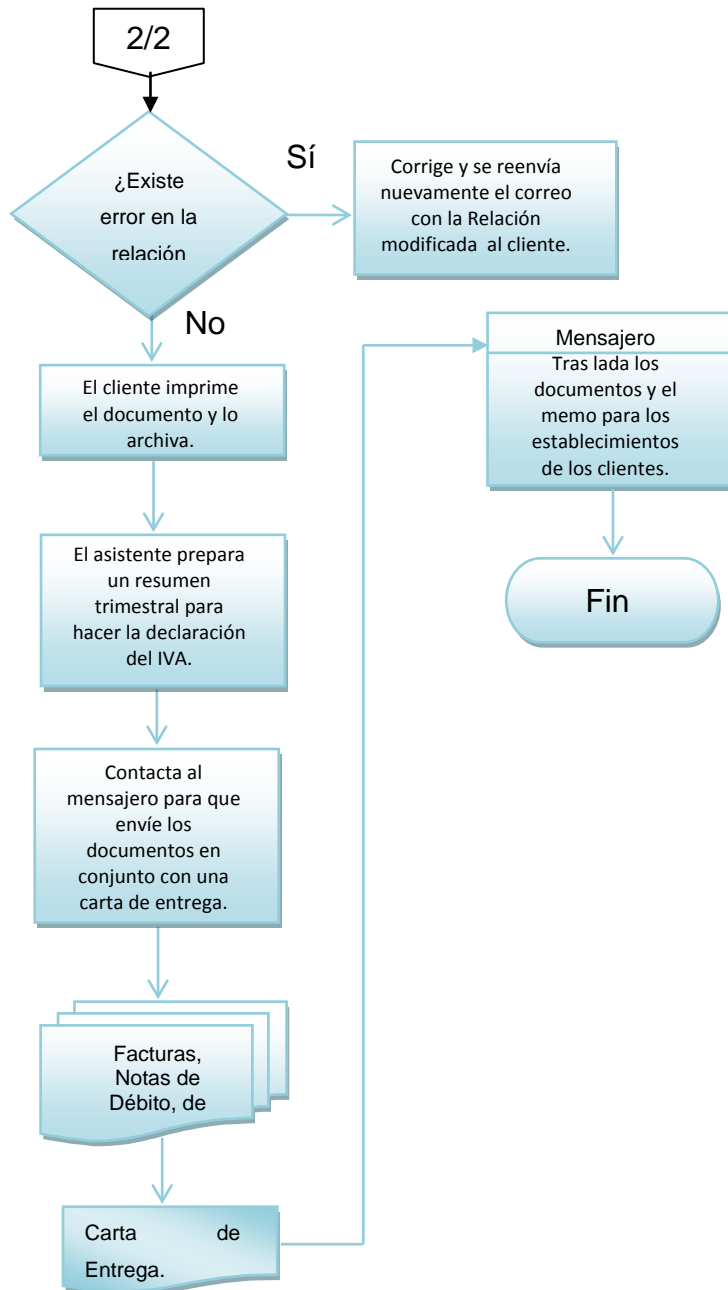 2/2
¿Existe
error en la
relación
Sí
Corrige y se reenvía
nuevamente el correo
con la Relación
modificada al cliente.
No
El cliente imprime
el documento y lo
archiva.
El asistente prepara
un resumen
trimestral para
hacer la declaración
del IVA.
Contacta al
mensajero para que
envíe los
documentos en
conjunto con una
carta de entrega.
Facturas,
Notas de
Débito, de
Carta de
Entrega.
Mensajero
Tras lada los
documentos y el
memo para los
establecimientos
de los clientes.
Fin